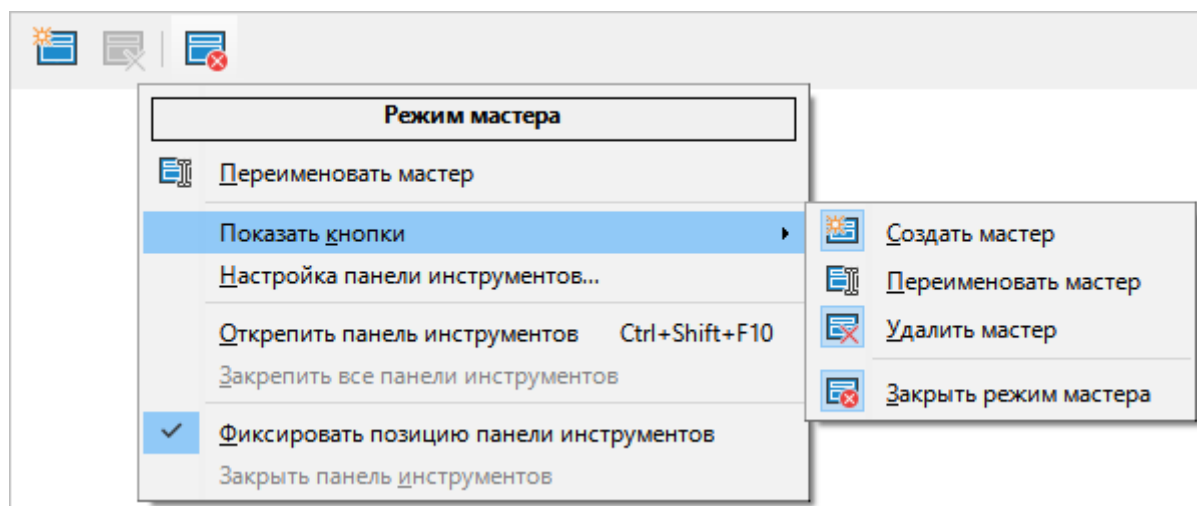 Режим мастера
Переименовать мастер
Показать кнопки
Настройка панели инструментов...
Открепить панель инструментов Ctrl+Shift+F10
Закрепить все панели инструментов
Фиксировать позицию панели инструментов
Закрыть панель инструментов
Создать мастер
Переименовать мастер
Удалить мастер
Закрыть режим мастера